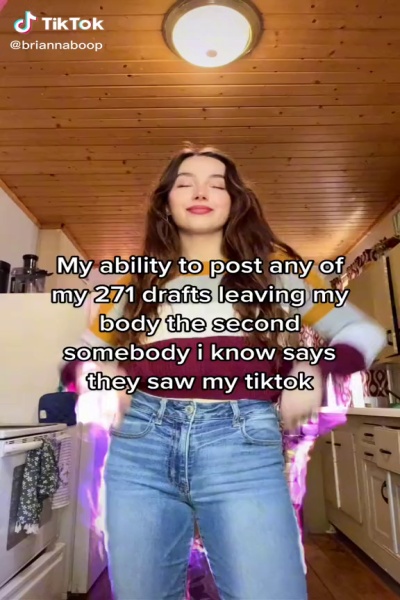 TikTok
@briannaboop
My ability to post any of
my 271 drafts leaving my
body the second
somebody i know says
they saw my tiktok